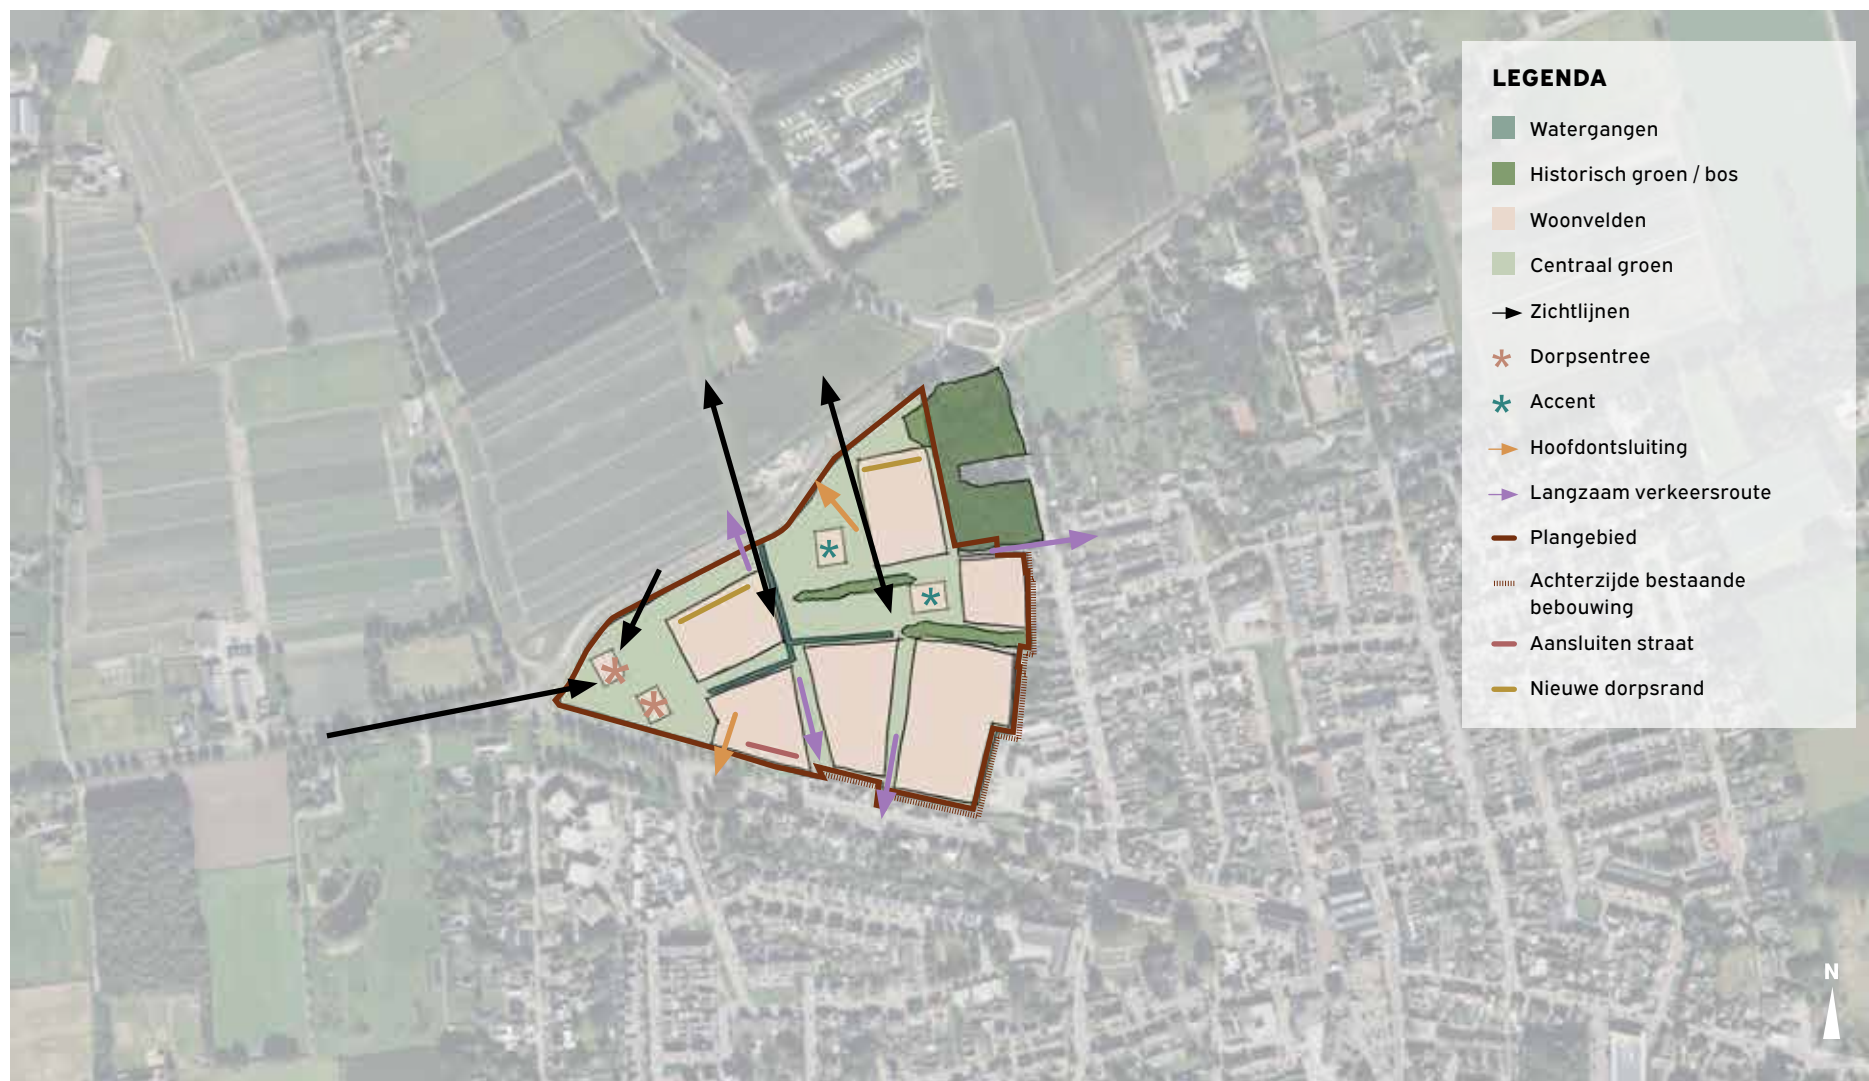 LEGENDA
Watergangen
Historisch groen / bos
Woonvelden
Centraal groen
Zichtlijnen
Dorpsentree
Accent
Hoofdontsluiting
Langzaam verkeersroute
Plangebied
Achterzijde bestaande
bebouwing
Aansluiten straat
Nieuwe dorpsrand
N